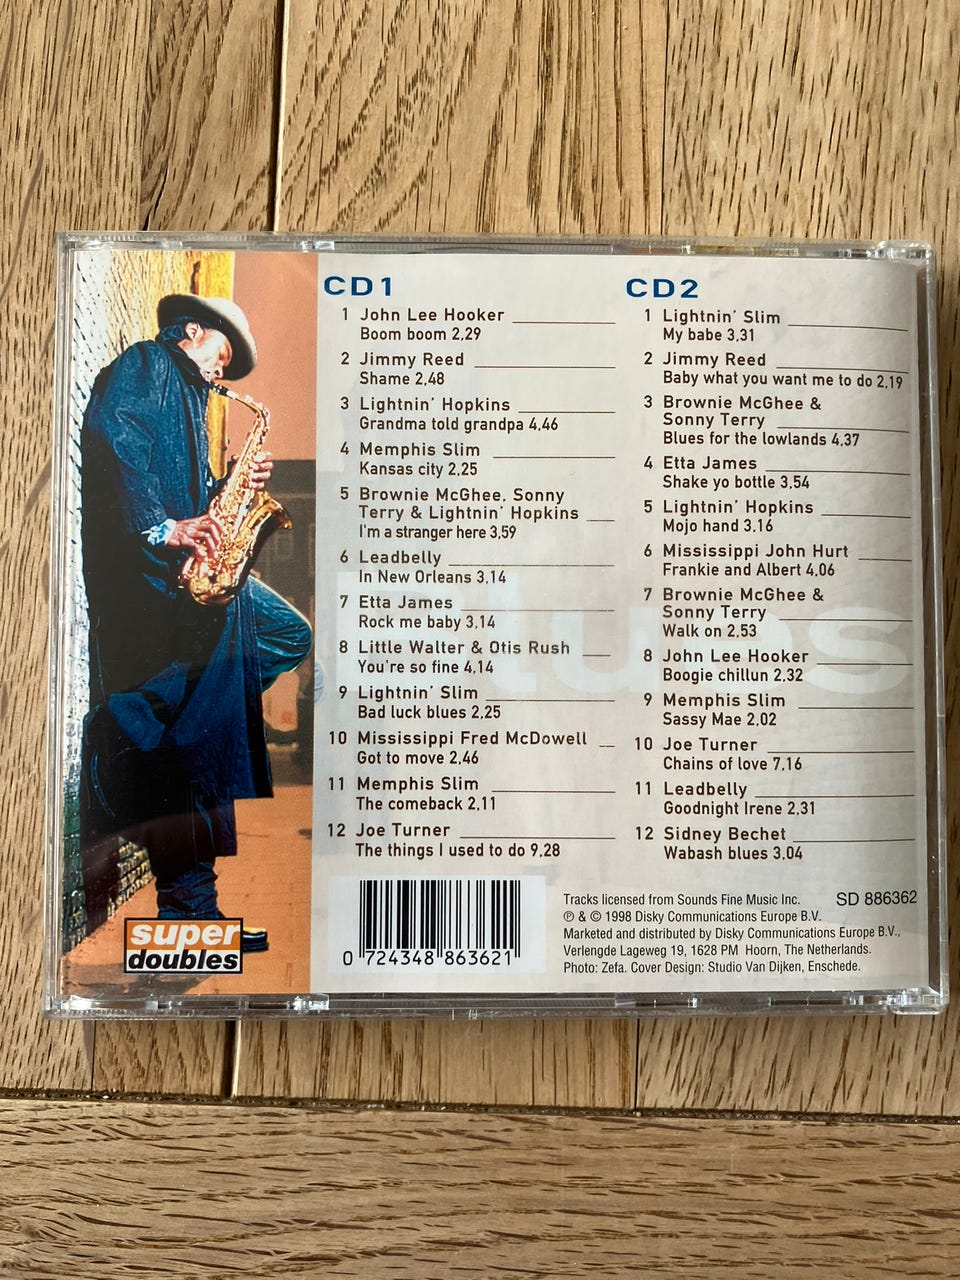 CD1
1 John Lee Hooker
Boom boom 2,29
2 Jimmy Reed
Shame 2,48
3 Lightnin' Hopkins
Grandma told grandpa 4,46
4 Memphis Slim
Kansas city 2,25
5 Brownie McGhee, Sonny
Terry & Lightnin' Hopkins
I'm a stranger here 3,59
6 Leadbelly
In New Orleans 3,14
7 Etta James
Rock me baby 3,14
8 Little Walter & Otis Rush
You're so fine 4,14
9 Lightnin' Slim
Bad luck blues 2,25
10 Mississippi Fred McDowell
Got to move 2,46
11 Memphis Slim
The comeback 2,11
12 Joe Turner
The things I used to do 9,28
CD2
1 Lightnin' Slim
My babe 3,31
2 Jimmy Reed
Baby what you want me to do 2,19
3 Brownie McGhee &
Sonny Terry
Blues for the lowlands 4,37
4 Etta James
Shake yo bottle 3,54
5 Lightnin' Hopkins
Mojo hand 3,16
6 Mississippi John Hurt
Frankie and Albert 4,06
7 Brownie McGhee &
Sonny Terry
Walk on 2,53
8 John Lee Hooker
Boogie chillun 2,32
9 Memphis Slim
Sassy Mae 2,02
10 Joe Turner
Chains of love 7,16
11 Leadbelly
Goodnight Irene 2,31
12 Sidney Bechet
Wabash blues 3,04
Blues
super
doubles
0 724348 863621
Tracks licensed from Sounds Fine Music Inc. SD 886362
℗ & © 1998 Disky Communications Europe B.V.
Marketed and distributed by Disky Communications Europe B.V.,
Verlengde Lageweg 19, 1628 PM Hoorn, The Netherlands.
Photo: Zefa. Cover Design: Studio Van Dijken, Enschede.